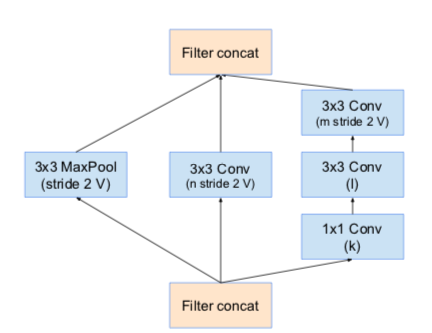 Filter concat
3x3 Conv
(m stride 2 V)
3x3 MaxPool
(stride 2 V)
3x3 Conv
(n stride 2 V)
3x3 Conv
(l)
1x1 Conv
(k)
Filter concat